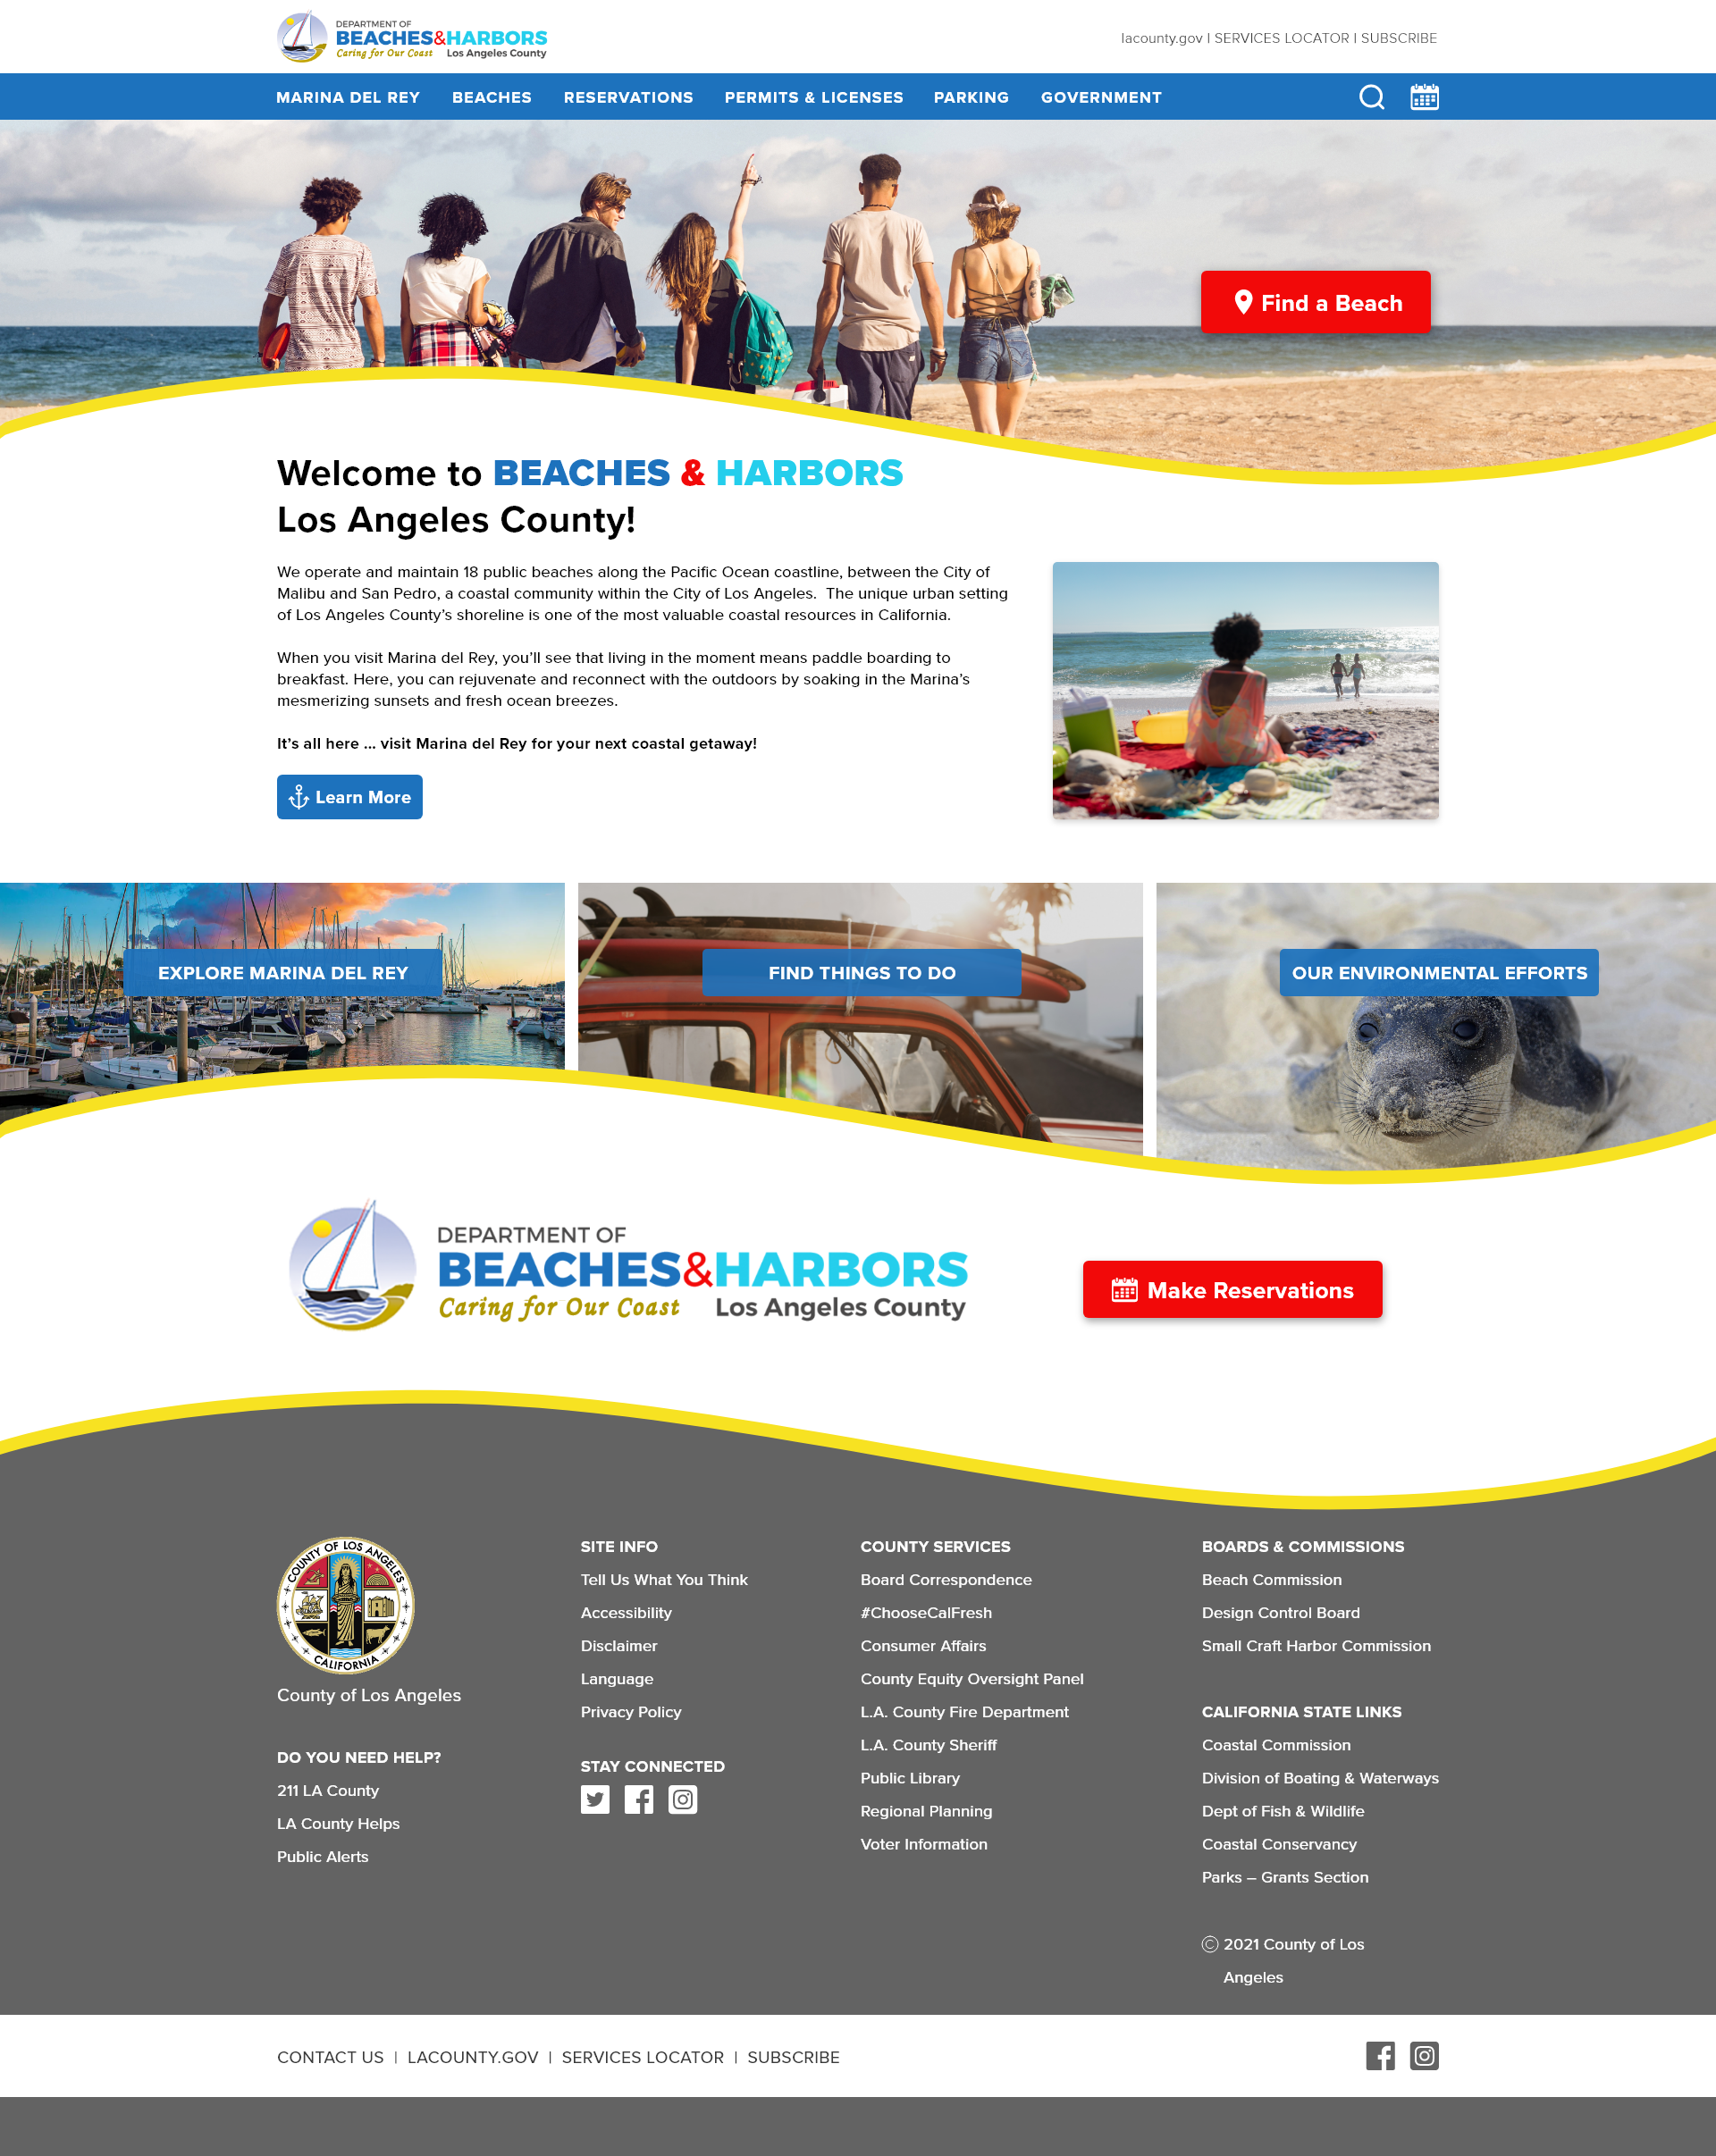 DEPARTMENT OF
BEACHES&HARBORS
Caring for Our Coast Los Angeles County
lacounty.gov | SERVICES LOCATOR | SUBSCRIBE
MARINA DEL REY BEACHES RESERVATIONS PERMITS & LICENSES PARKING GOVERNMENT
Find a Beach
Welcome to BEACHES & HARBORS
Los Angeles County!
We operate and maintain 18 public beaches along the Pacific Ocean coastline, between the City of
Malibu and San Pedro, a coastal community within the City of Los Angeles.  The unique urban setting
of Los Angeles County’s shoreline is one of the most valuable coastal resources in California.
When you visit Marina del Rey, you’ll see that living in the moment means paddle boarding to
breakfast. Here, you can rejuvenate and reconnect with the outdoors by soaking in the Marina’s
mesmerizing sunsets and fresh ocean breezes.
It’s all here ... visit Marina del Rey for your next coastal getaway!
Learn More
EXPLORE MARINA DEL REY
FIND THINGS TO DO
OUR ENVIRONMENTAL EFFORTS
DEPARTMENT OF
BEACHES&HARBORS
Caring for Our Coast Los Angeles County
Make Reservations
COUNTY OF LOS ANGELES
CALIFORNIA
County of Los Angeles
DO YOU NEED HELP?
211 LA County
LA County Helps
Public Alerts
SITE INFO
Tell Us What You Think
Accessibility
Disclaimer
Language
Privacy Policy
STAY CONNECTED
COUNTY SERVICES
Board Correspondence
#ChooseCalFresh
Consumer Affairs
County Equity Oversight Panel
L.A. County Fire Department
L.A. County Sheriff
Public Library
Regional Planning
Voter Information
BOARDS & COMMISSIONS
Beach Commission
Design Control Board
Small Craft Harbor Commission
CALIFORNIA STATE LINKS
Coastal Commission
Division of Boating & Waterways
Dept of Fish & Wildlife
Coastal Conservancy
Parks – Grants Section
© 2021 County of Los
Angeles
CONTACT US | LACOUNTY.GOV | SERVICES LOCATOR | SUBSCRIBE